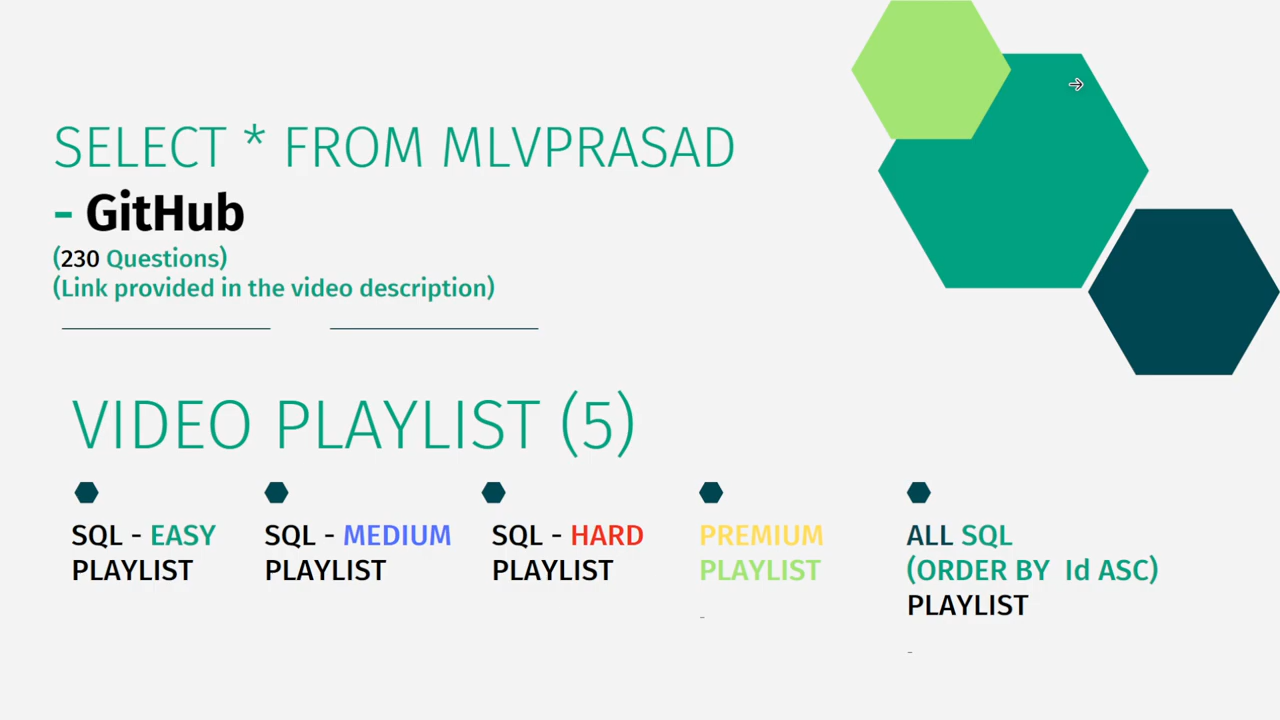 SELECT * FROM MLVPRASAD
- GitHub
(230 Questions)
(Link provided in the video description)
VIDEO PLAYLIST (5)
SQL - EASY
PLAYLIST
SQL - MEDIUM
PLAYLIST
SQL - HARD
PLAYLIST
PREMIUM
PLAYLIST
-
ALL SQL
(ORDER BY Id ASC)
PLAYLIST
-